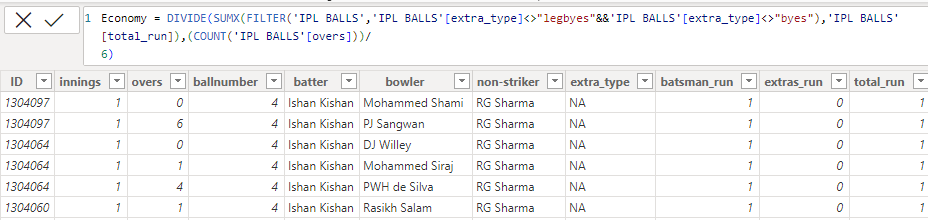 1 Economy = DIVIDE(SUMX(FILTER('IPL BALLS','IPL BALLS'[extra_type]<>"legbyes"&&'IPL BALLS'[extra_type]<>"byes"),'IPL BALLS'
[total_run]),(COUNT('IPL BALLS'[overs]))/
6)
ID innings overs ballnumber batter bowler non-striker extra_type batsman_run extras_run total_run
1304097 1 0 4 Ishan Kishan Mohammed Shami RG Sharma NA 1 0 1
1304097 1 6 4 Ishan Kishan PJ Sangwan RG Sharma NA 1 0 1
1304064 1 0 4 Ishan Kishan DJ Willey RG Sharma NA 1 0 1
1304064 1 1 4 Ishan Kishan Mohammed Siraj RG Sharma NA 1 0 1
1304064 1 4 4 Ishan Kishan PWH de Silva RG Sharma NA 1 0 1
1304060 1 1 4 Ishan Kishan Rasikh Salam RG Sharma NA 1 0 1